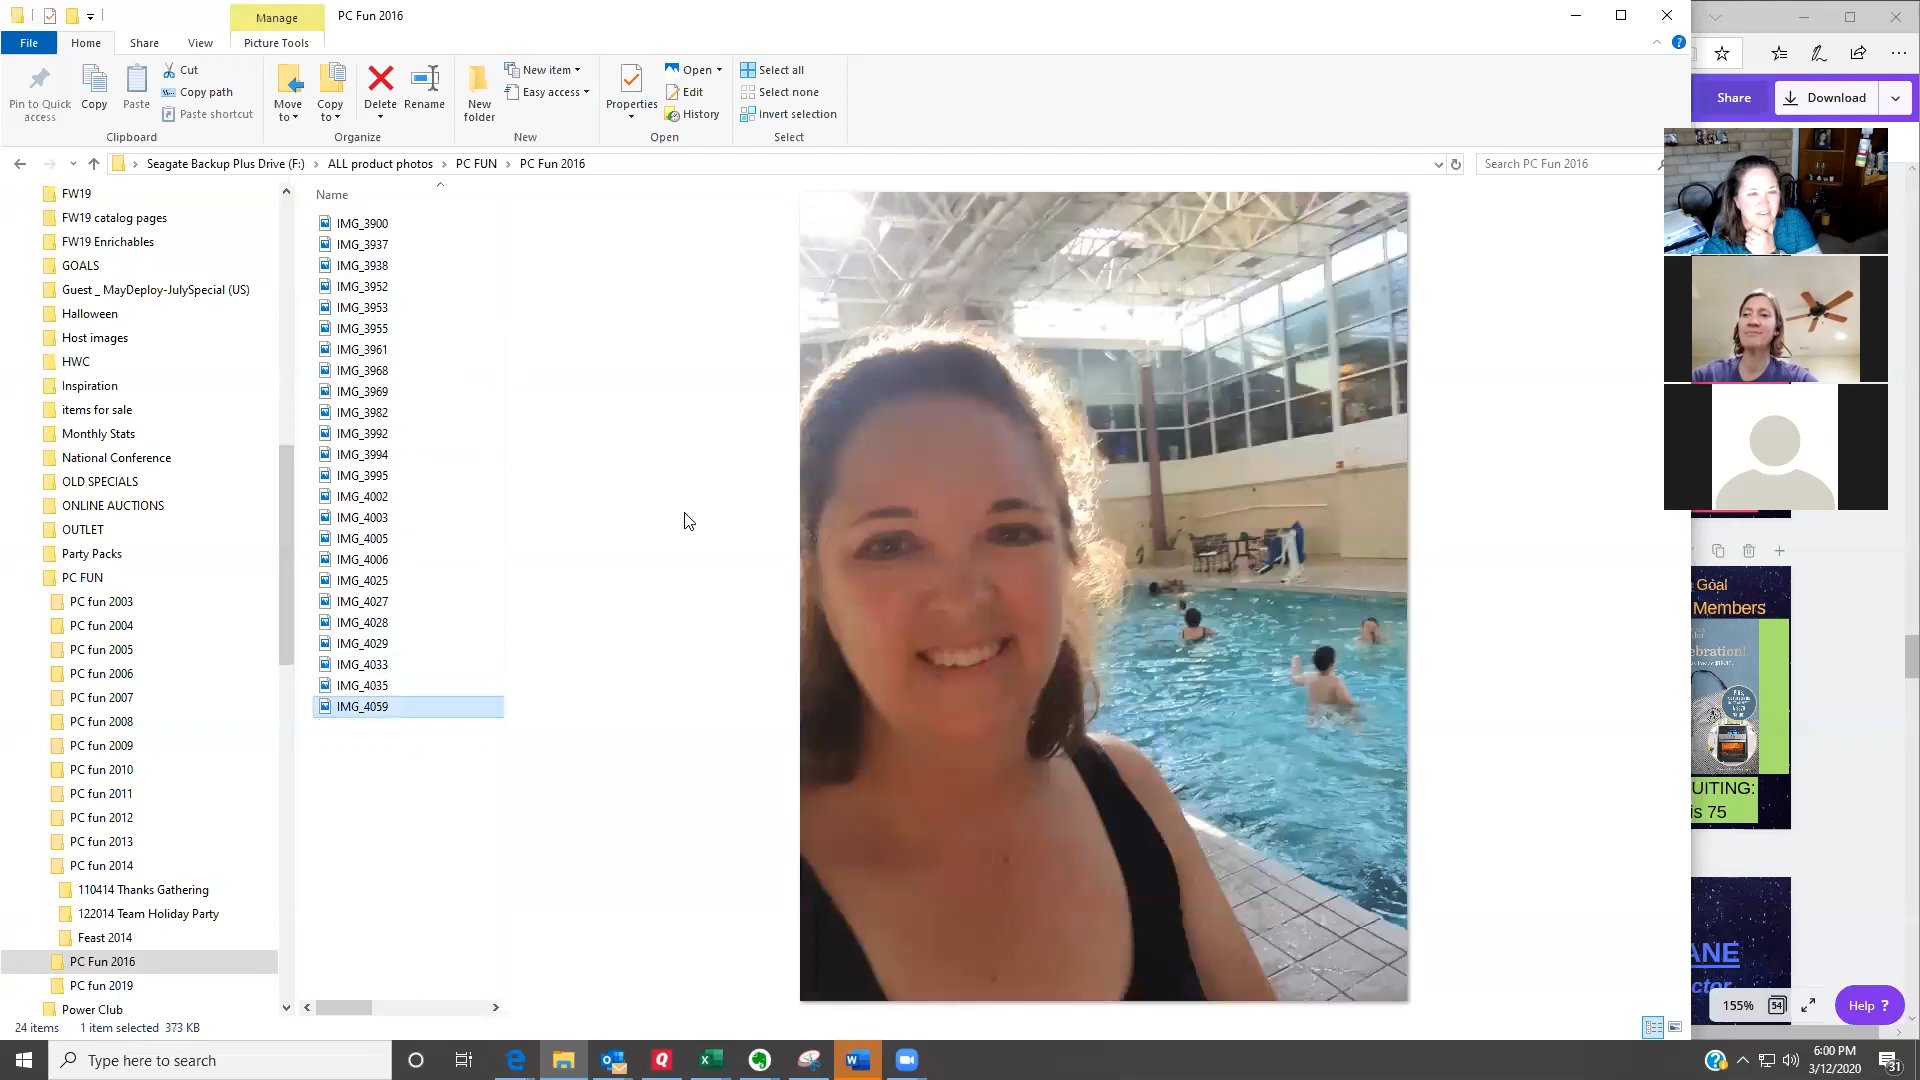 Manage
PC Fun 2016
File
Home
Share
View
Picture Tools
Pin to Quick access
Copy
Paste
Cut
Copy path
Paste shortcut
Clipboard
Move to
Copy to
Delete
Rename
Organize
New folder
New item
Easy access
New
Properties
Open
Edit
History
Open
Select all
Select none
Invert selection
Select
Share
Download
Seagate Backup Plus Drive (F:)
ALL product photos
PC FUN
PC Fun 2016
Search PC Fun 2016
FW19
FW19 catalog pages
FW19 Enrichables
GOALS
Guest _ MayDeploy-JulySpecial (US)
Halloween
Host images
HWC
Inspiration
items for sale
Monthly Stats
National Conference
OLD SPECIALS
ONLINE AUCTIONS
OUTLET
Party Packs
PC FUN
PC fun 2003
PC fun 2004
PC fun 2005
PC fun 2006
PC fun 2007
PC fun 2008
PC fun 2009
PC fun 2010
PC fun 2011
PC fun 2012
PC fun 2013
PC fun 2014
110414 Thanks Gathering
122014 Team Holiday Party
Feast 2014
PC Fun 2016
PC fun 2019
Power Club
Name
IMG_3900
IMG_3937
IMG_3938
IMG_3952
IMG_3953
IMG_3955
IMG_3961
IMG_3968
IMG_3969
IMG_3982
IMG_3992
IMG_3994
IMG_3995
IMG_4002
IMG_4003
IMG_4005
IMG_4006
IMG_4025
IMG_4027
IMG_4028
IMG_4029
IMG_4033
IMG_4035
IMG_4059
Goal
Members
ebration!
UITING:
is 75
ANE
ctor
155%
54
Help ?
24 items
1 item selected 373 KB
Type here to search
6:00 PM
3/12/2020
31